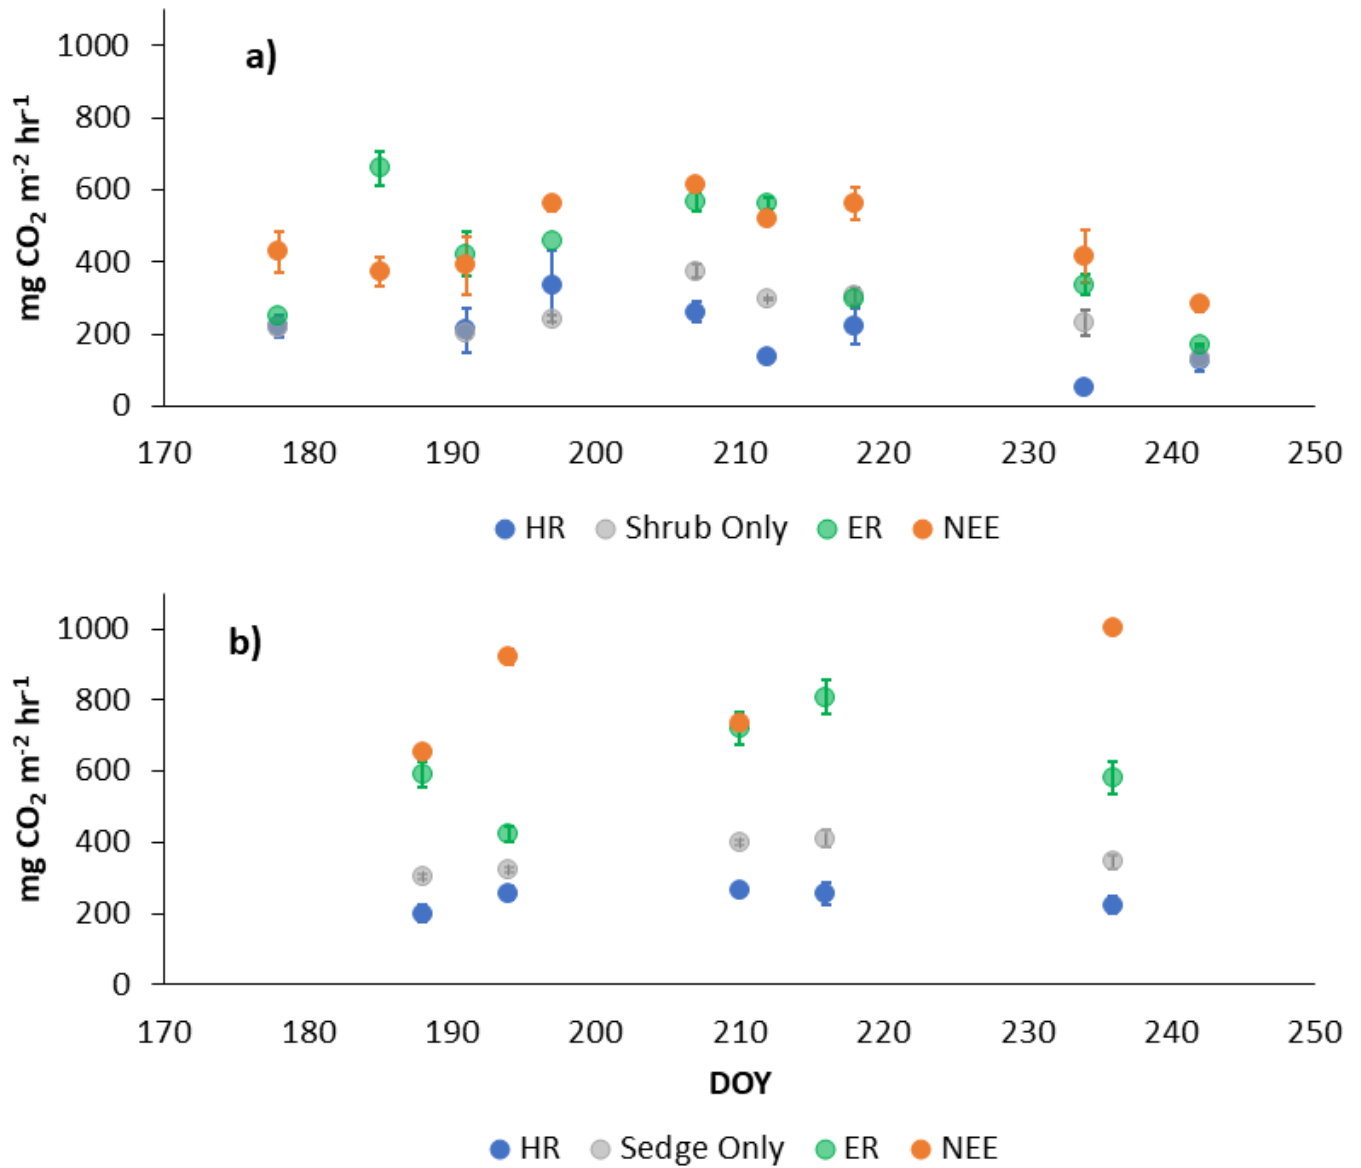 a)
mg CO₂ m⁻² hr⁻¹
1000
800
600
400
200
0
170 180 190 200 210 220 230 240 250
HR Shrub Only ER NEE
b)
mg CO₂ m⁻² hr⁻¹
1000
800
600
400
200
0
170 180 190 200 210 220 230 240 250
DOY
HR Sedge Only ER NEE